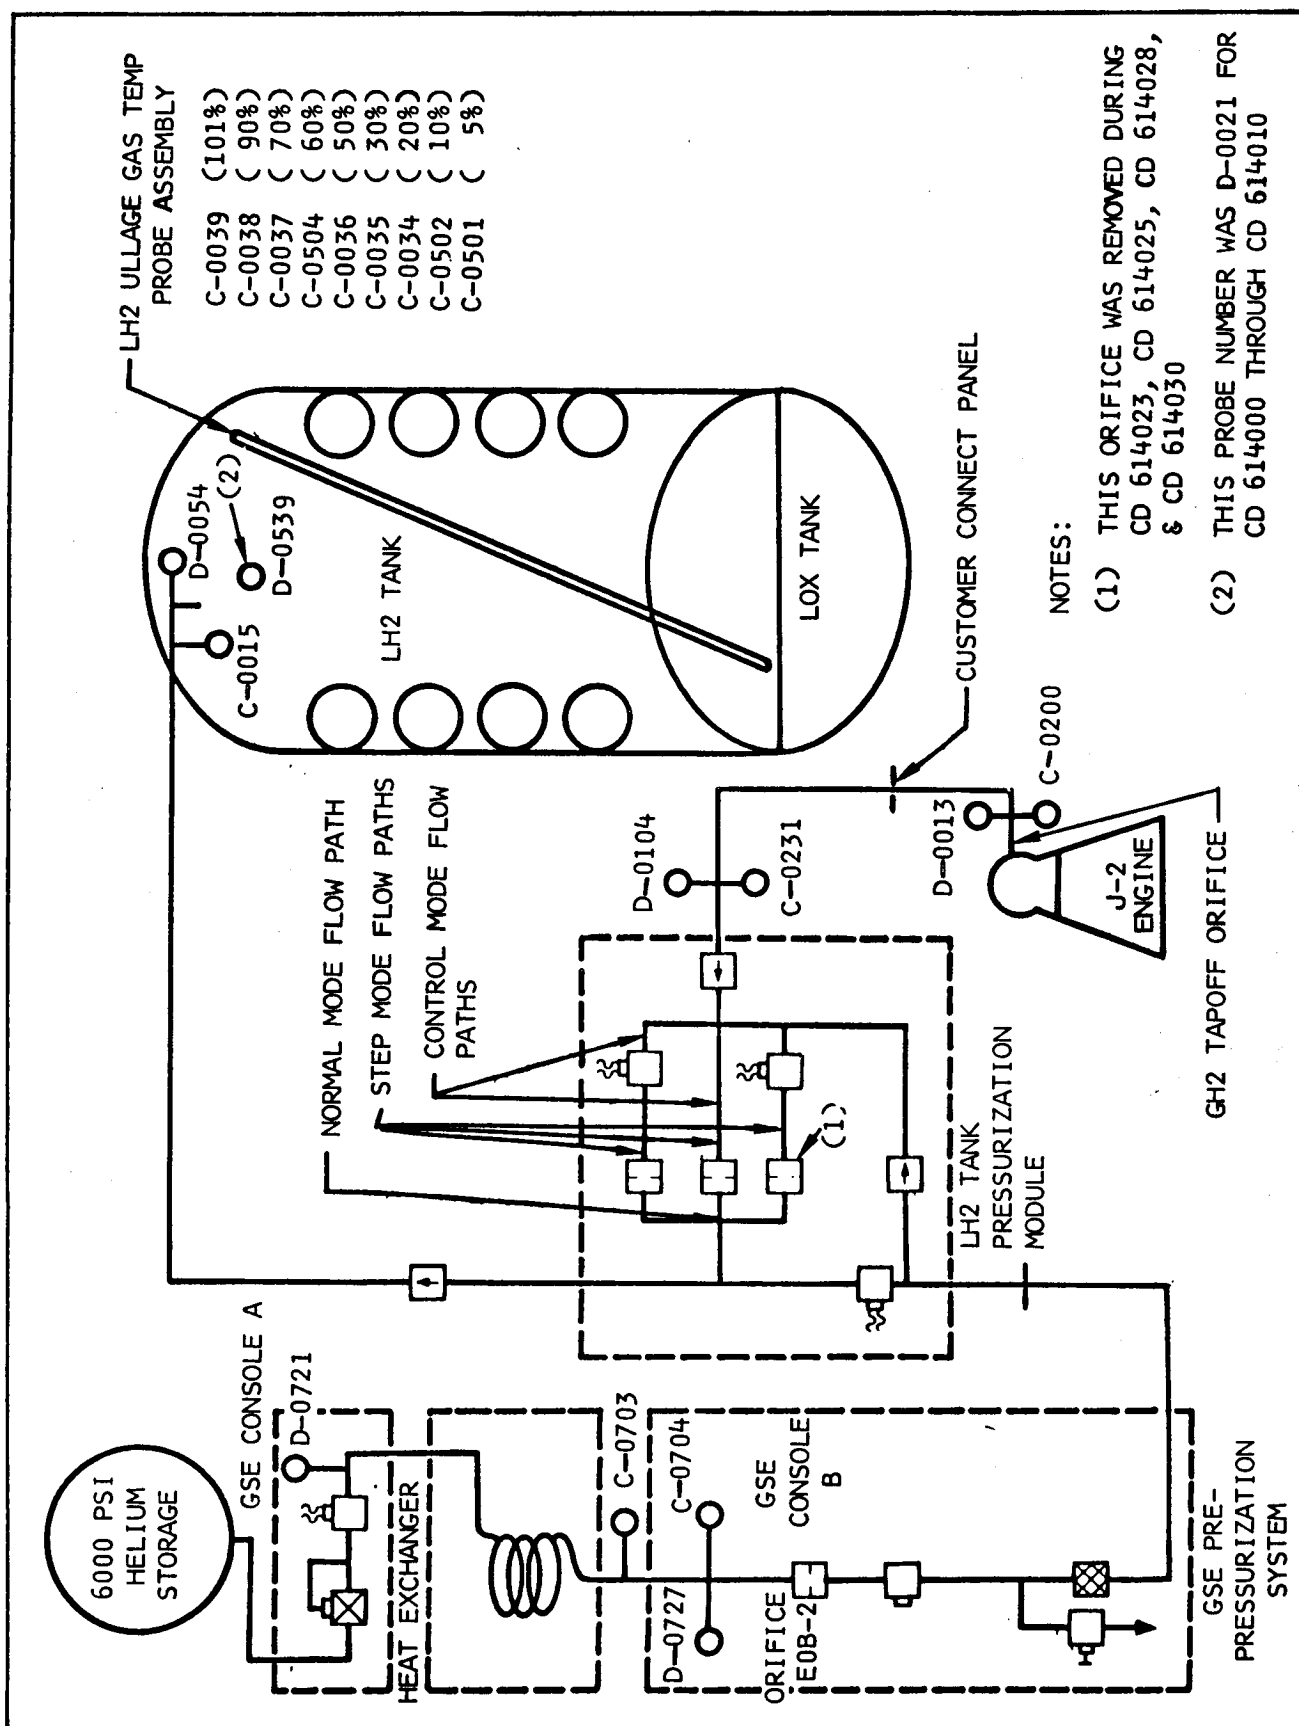 6000 PSI
HELIUM
STORAGE
GSE CONSOLE A
D-0721
HEAT EXCHANGER
C-0703
D-0727
C-0704
GSE
CONSOLE
B
ORIFICE
E0B-2
GSE PRE-
PRESSURIZATION
SYSTEM
NORMAL MODE FLOW PATH
STEP MODE FLOW PATHS
CONTROL MODE FLOW
PATHS
(1)
LH2 TANK
PRESSURIZATION
MODULE
D-0104
C-0231
D-0013
C-0200
J-2
ENGINE
GH2 TAPOFF ORIFICE
CUSTOMER CONNECT PANEL
C-0015
D-0054
(2)
D-0539
LH2 TANK
LOX TANK
LH2 ULLAGE GAS TEMP
PROBE ASSEMBLY
C-0039 (101%)
C-0038 ( 90%)
C-0037 ( 70%)
C-0504 ( 60%)
C-0036 ( 50%)
C-0035 ( 30%)
C-0034 ( 20%)
C-0502 ( 10%)
C-0501 ( 5%)
NOTES:
(1) THIS ORIFICE WAS REMOVED DURING
CD 614023, CD 614025, CD 614028,
& CD 614030
(2) THIS PROBE NUMBER WAS D-0021 FOR
CD 614000 THROUGH CD 614010